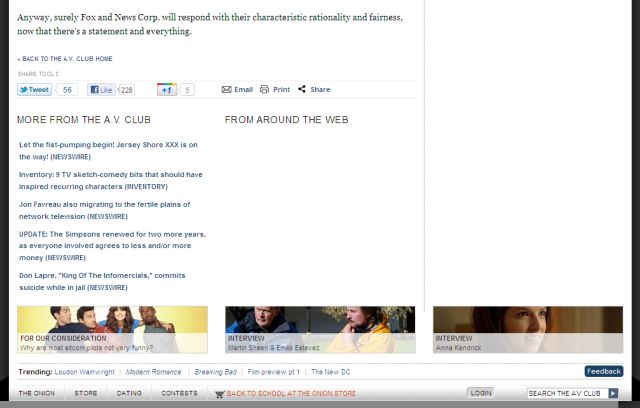 Anyway, surely Fox and News Corp. will respond with their characteristic rationality and fairness,
now that there's a statement and everything.
« BACK TO THE A.V. CLUB HOME
SHARE TOOLS
Tweet 56 Like 228 +1 5 Email Print Share
MORE FROM THE A.V. CLUB
Let the fist-pumping begin! Jersey Shore XXX is on
the way! (NEWSWIRE)
Inventory: 9 TV sketch-comedy bits that should have
inspired recurring characters (INVENTORY)
Jon Favreau also migrating to the fertile plains of
network television (NEWSWIRE)
UPDATE: The Simpsons renewed for two more years,
as everyone involved agrees to less and/or more
money (NEWSWIRE)
Don Lapre, "King Of The Infomercials," commits
suicide while in jail (NEWSWIRE)
FROM AROUND THE WEB
FOR OUR CONSIDERATION
Why are most sitcom pilots not very funny?
INTERVIEW
Martin Sheen & Emilio Estevez
INTERVIEW
Anna Kendrick
Trending: Loudon Wainwright | Modern Romance | Breaking Bad | Film preview pt 1 | The New DC
Feedback
THE ONION STORE DATING CONTESTS BACK TO SCHOOL AT THE ONION STORE LOGIN SEARCH THE AV CLUB